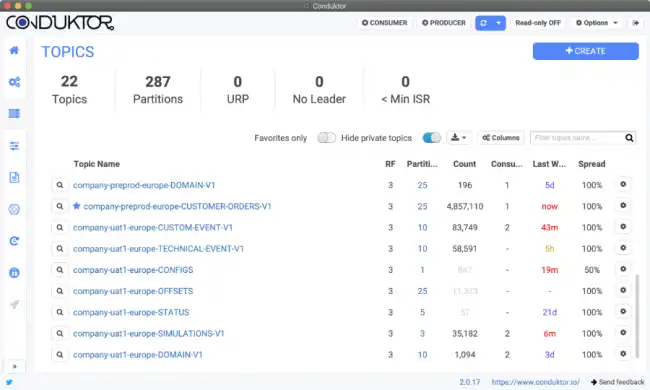 Conduktor
CONDUKTOR
CONSUMER
PRODUCER
Read-only OFF
Options
TOPICS
CREATE
22 287 0 0 0
Topics Partitions URP No Leader < Min ISR
Favorites only Hide private topics Columns Filter topics name...
Topic Name RF Partiti... Count Consu... Last W... Spread
company-preprod-europe-DOMAIN-V1 3 25 196 1 5d 100%
company-preprod-europe-CUSTOMER-ORDERS-V1 3 25 4,857,110 1 now 100%
company-uat1-europe-CUSTOM-EVENT-V1 3 10 83,749 2 43m 100%
company-uat1-europe-TECHNICAL-EVENT-V1 3 10 58,591 - 5h 100%
company-uat1-europe-CONFIGS 3 1 - 19m 50%
company-uat1-europe-OFFSETS 3 25 - - 100%
company-uat1-europe-STATUS 3 5 57 - 21d 100%
company-uat1-europe-SIMULATIONS-V1 3 3 35,182 2 6m 100%
company-uat1-europe-DOMAIN-V1 3 10 1,094 2 3d 100%
2.0.17 https://www.conduktor.io/ Send feedback